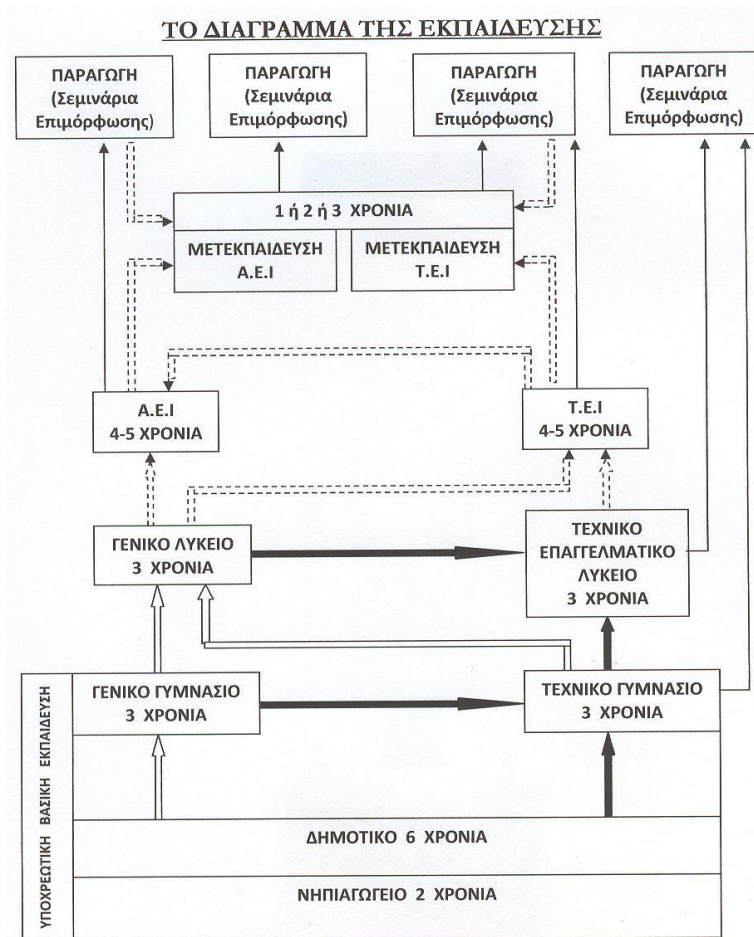 ΤΟ ΔΙΑΓΡΑΜΜΑ ΤΗΣ ΕΚΠΑΙΔΕΥΣΗΣ
ΠΑΡΑΓΩΓΗ
(Σεμινάρια
Επιμόρφωσης)
ΠΑΡΑΓΩΓΗ
(Σεμινάρια
Επιμόρφωσης)
ΠΑΡΑΓΩΓΗ
(Σεμινάρια
Επιμόρφωσης)
ΠΑΡΑΓΩΓΗ
(Σεμινάρια
Επιμόρφωσης)
1 ή 2 ή 3 ΧΡΟΝΙΑ
ΜΕΤΕΚΠΑΙΔΕΥΣΗ
Α.Ε.Ι
ΜΕΤΕΚΠΑΙΔΕΥΣΗ
Τ.Ε.Ι
Α.Ε.Ι
4-5 ΧΡΟΝΙΑ
Τ.Ε.Ι
4-5 ΧΡΟΝΙΑ
ΓΕΝΙΚΟ ΛΥΚΕΙΟ
3 ΧΡΟΝΙΑ
ΤΕΧΝΙΚΟ
ΕΠΑΓΓΕΛΜΑΤΙΚΟ
ΛΥΚΕΙΟ
3 ΧΡΟΝΙΑ
ΓΕΝΙΚΟ ΓΥΜΝΑΣΙΟ
3 ΧΡΟΝΙΑ
ΤΕΧΝΙΚΟ ΓΥΜΝΑΣΙΟ
3 ΧΡΟΝΙΑ
ΥΠΟΧΡΕΩΤΙΚΗ ΒΑΣΙΚΗ ΕΚΠΑΙΔΕΥΣΗ
ΔΗΜΟΤΙΚΟ 6 ΧΡΟΝΙΑ
ΝΗΠΙΑΓΩΓΕΙΟ 2 ΧΡΟΝΙΑ